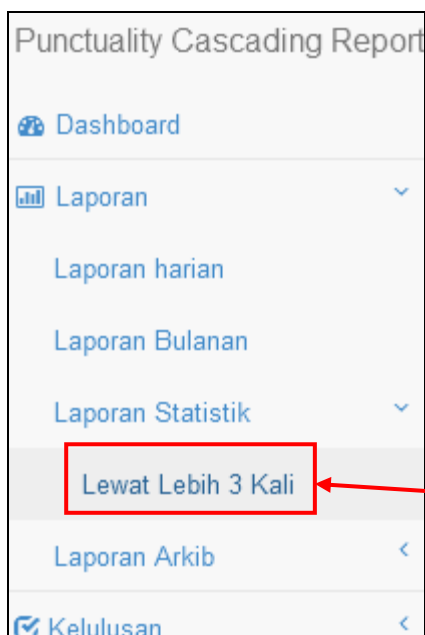 Punctuality Cascading Report
Dashboard
Laporan
Laporan harian
Laporan Bulanan
Laporan Statistik
Lewat Lebih 3 Kali
Laporan Arkib
Kelulusan